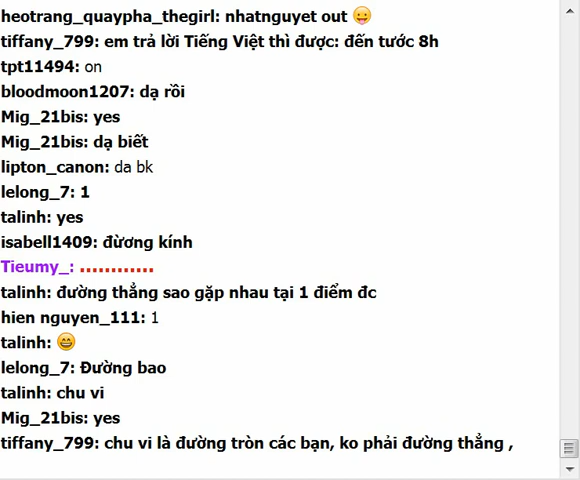 heotrang_quaypha_thegirl: nhatnguyet out 😛
tiffany_799: em trả lời Tiếng Việt thì được: đến tước 8h
tpt11494: on
bloodmoon1207: dạ rồi
Mig_21bis: yes
Mig_21bis: dạ biết
lipton_canon: da bk
lelong_7: 1
talinh: yes
isabell1409: đừờng kính
Tieumy_: ............
talinh: đường thẳng sao gặp nhau tại 1 điểm đc
hien nguyen_111: 1
talinh: 😄
lelong_7: Đường bao
talinh: chu vi
Mig_21bis: yes
tiffany_799: chu vi là đường tròn các bạn, ko phải đường thẳng ,